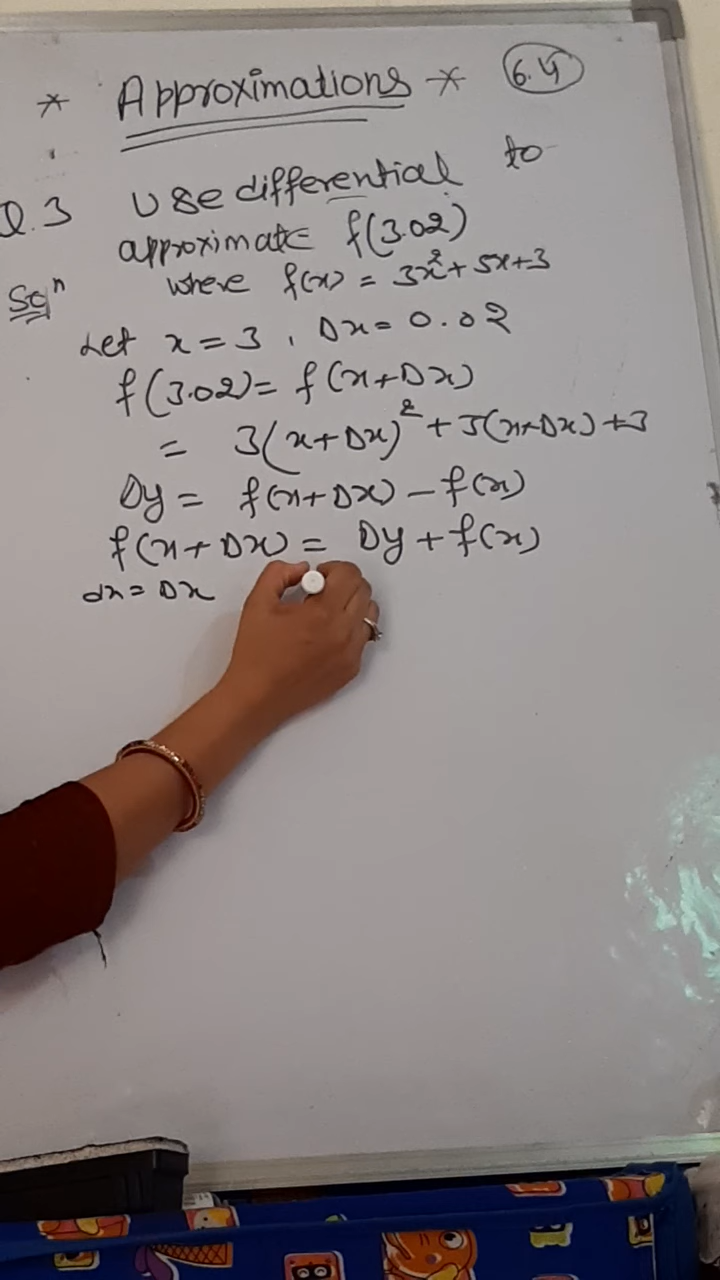 * Approximations * 6.4
Q.3 Use differential to
approximate f(3.02)
where f(x) = 3x²+5x+3
Solⁿ
Let x = 3, Δx = 0.02
f(3.02) = f(x+Δx)
= 3(x+Δx)² + 5(x+Δx) + 3
Δy = f(x+Δx) - f(x)
f(x+Δx) = Δy + f(x)
dx = Δx